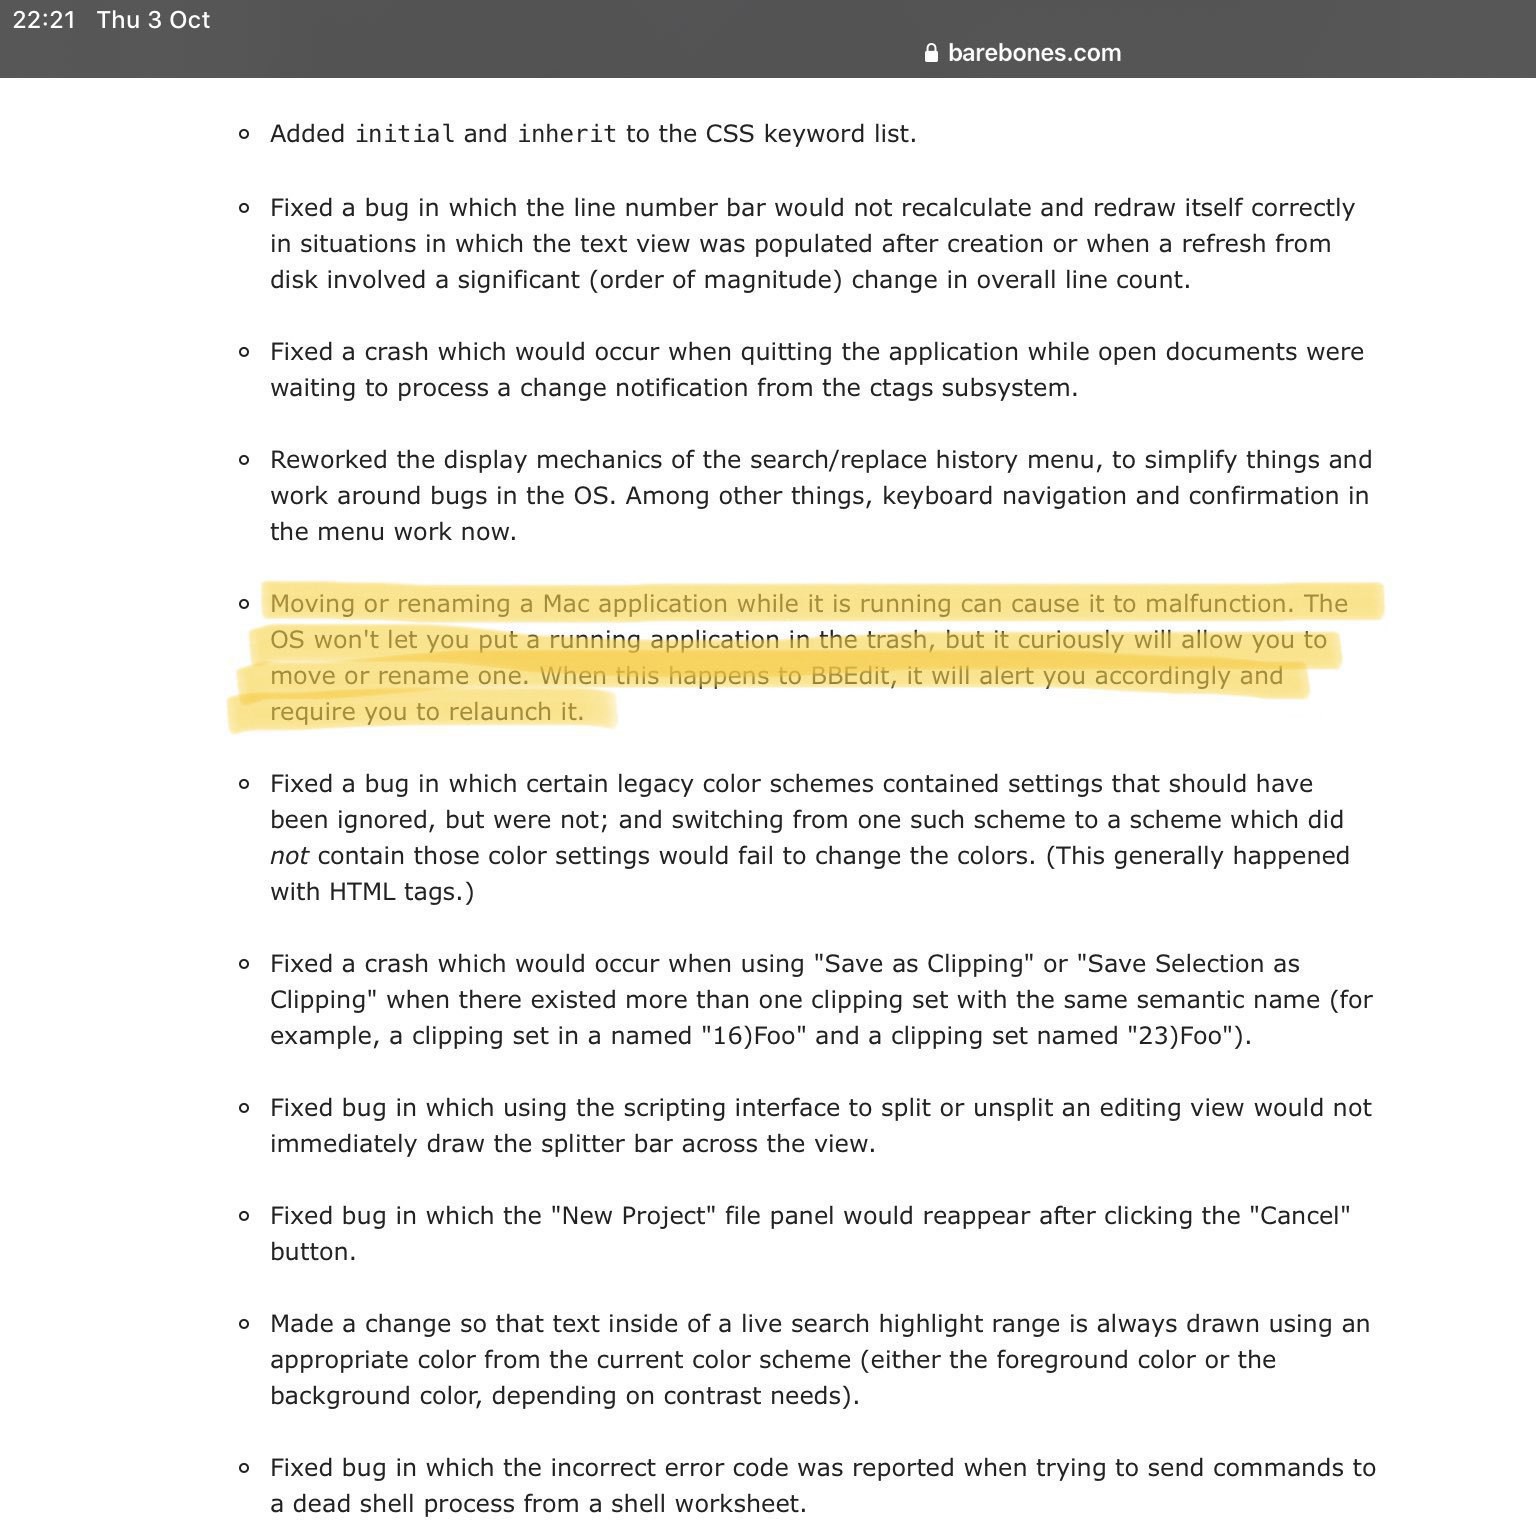 22:21 Thu 3 Oct
barebones.com
Added initial and inherit to the CSS keyword list.
Fixed a bug in which the line number bar would not recalculate and redraw itself correctly
in situations in which the text view was populated after creation or when a refresh from
disk involved a significant (order of magnitude) change in overall line count.
Fixed a crash which would occur when quitting the application while open documents were
waiting to process a change notification from the ctags subsystem.
Reworked the display mechanics of the search/replace history menu, to simplify things and
work around bugs in the OS. Among other things, keyboard navigation and confirmation in
the menu work now.
Moving or renaming a Mac application while it is running can cause it to malfunction. The
OS won't let you put a running application in the trash, but it curiously will allow you to
move or rename one. When this happens to BBEdit, it will alert you accordingly and
require you to relaunch it.
Fixed a bug in which certain legacy color schemes contained settings that should have
been ignored, but were not; and switching from one such scheme to a scheme which did
not contain those color settings would fail to change the colors. (This generally happened
with HTML tags.)
Fixed a crash which would occur when using "Save as Clipping" or "Save Selection as
Clipping" when there existed more than one clipping set with the same semantic name (for
example, a clipping set in a named "16)Foo" and a clipping set named "23)Foo").
Fixed bug in which using the scripting interface to split or unsplit an editing view would not
immediately draw the splitter bar across the view.
Fixed bug in which the "New Project" file panel would reappear after clicking the "Cancel"
button.
Made a change so that text inside of a live search highlight range is always drawn using an
appropriate color from the current color scheme (either the foreground color or the
background color, depending on contrast needs).
Fixed bug in which the incorrect error code was reported when trying to send commands to
a dead shell process from a shell worksheet.